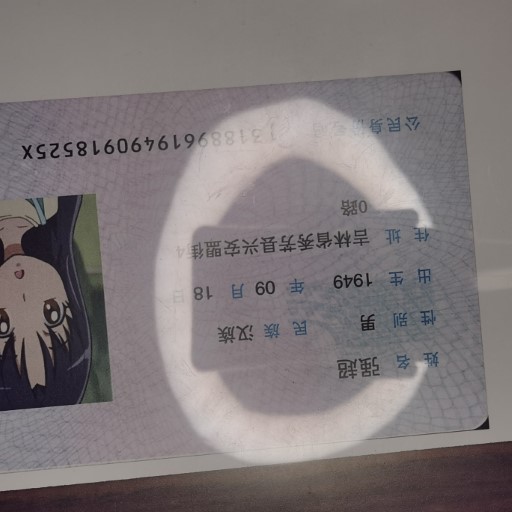 姓名 强超
性别 男 民族 汉族
出生 1949 年 09 月 18 日
住址 吉林省秀芳县兴安盟街4
0路
公民身份号码